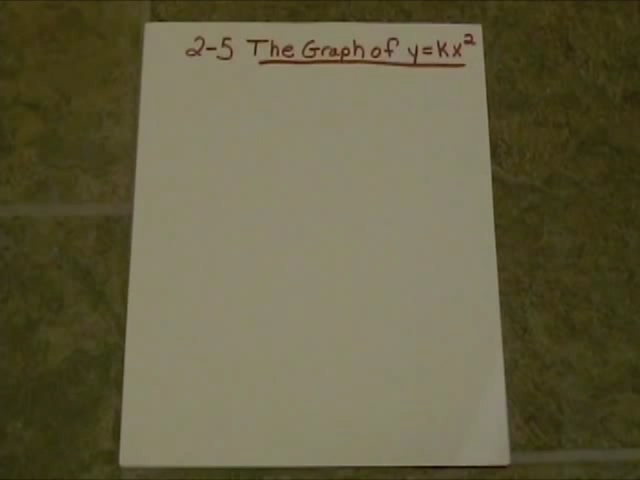 2-5 The Graph of y=kx²